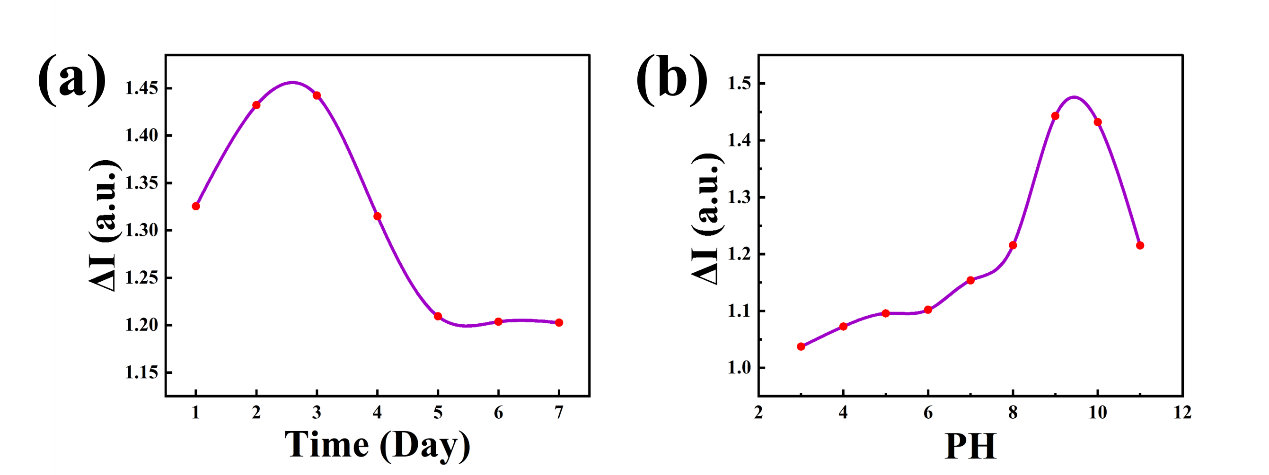 (a)
ΔI (a.u.)
1.45
1.40
1.35
1.30
1.25
1.20
1.15
1 2 3 4 5 6 7
Time (Day)
(b)
ΔI (a.u.)
1.5
1.4
1.3
1.2
1.1
1.0
2 4 6 8 10 12
PH